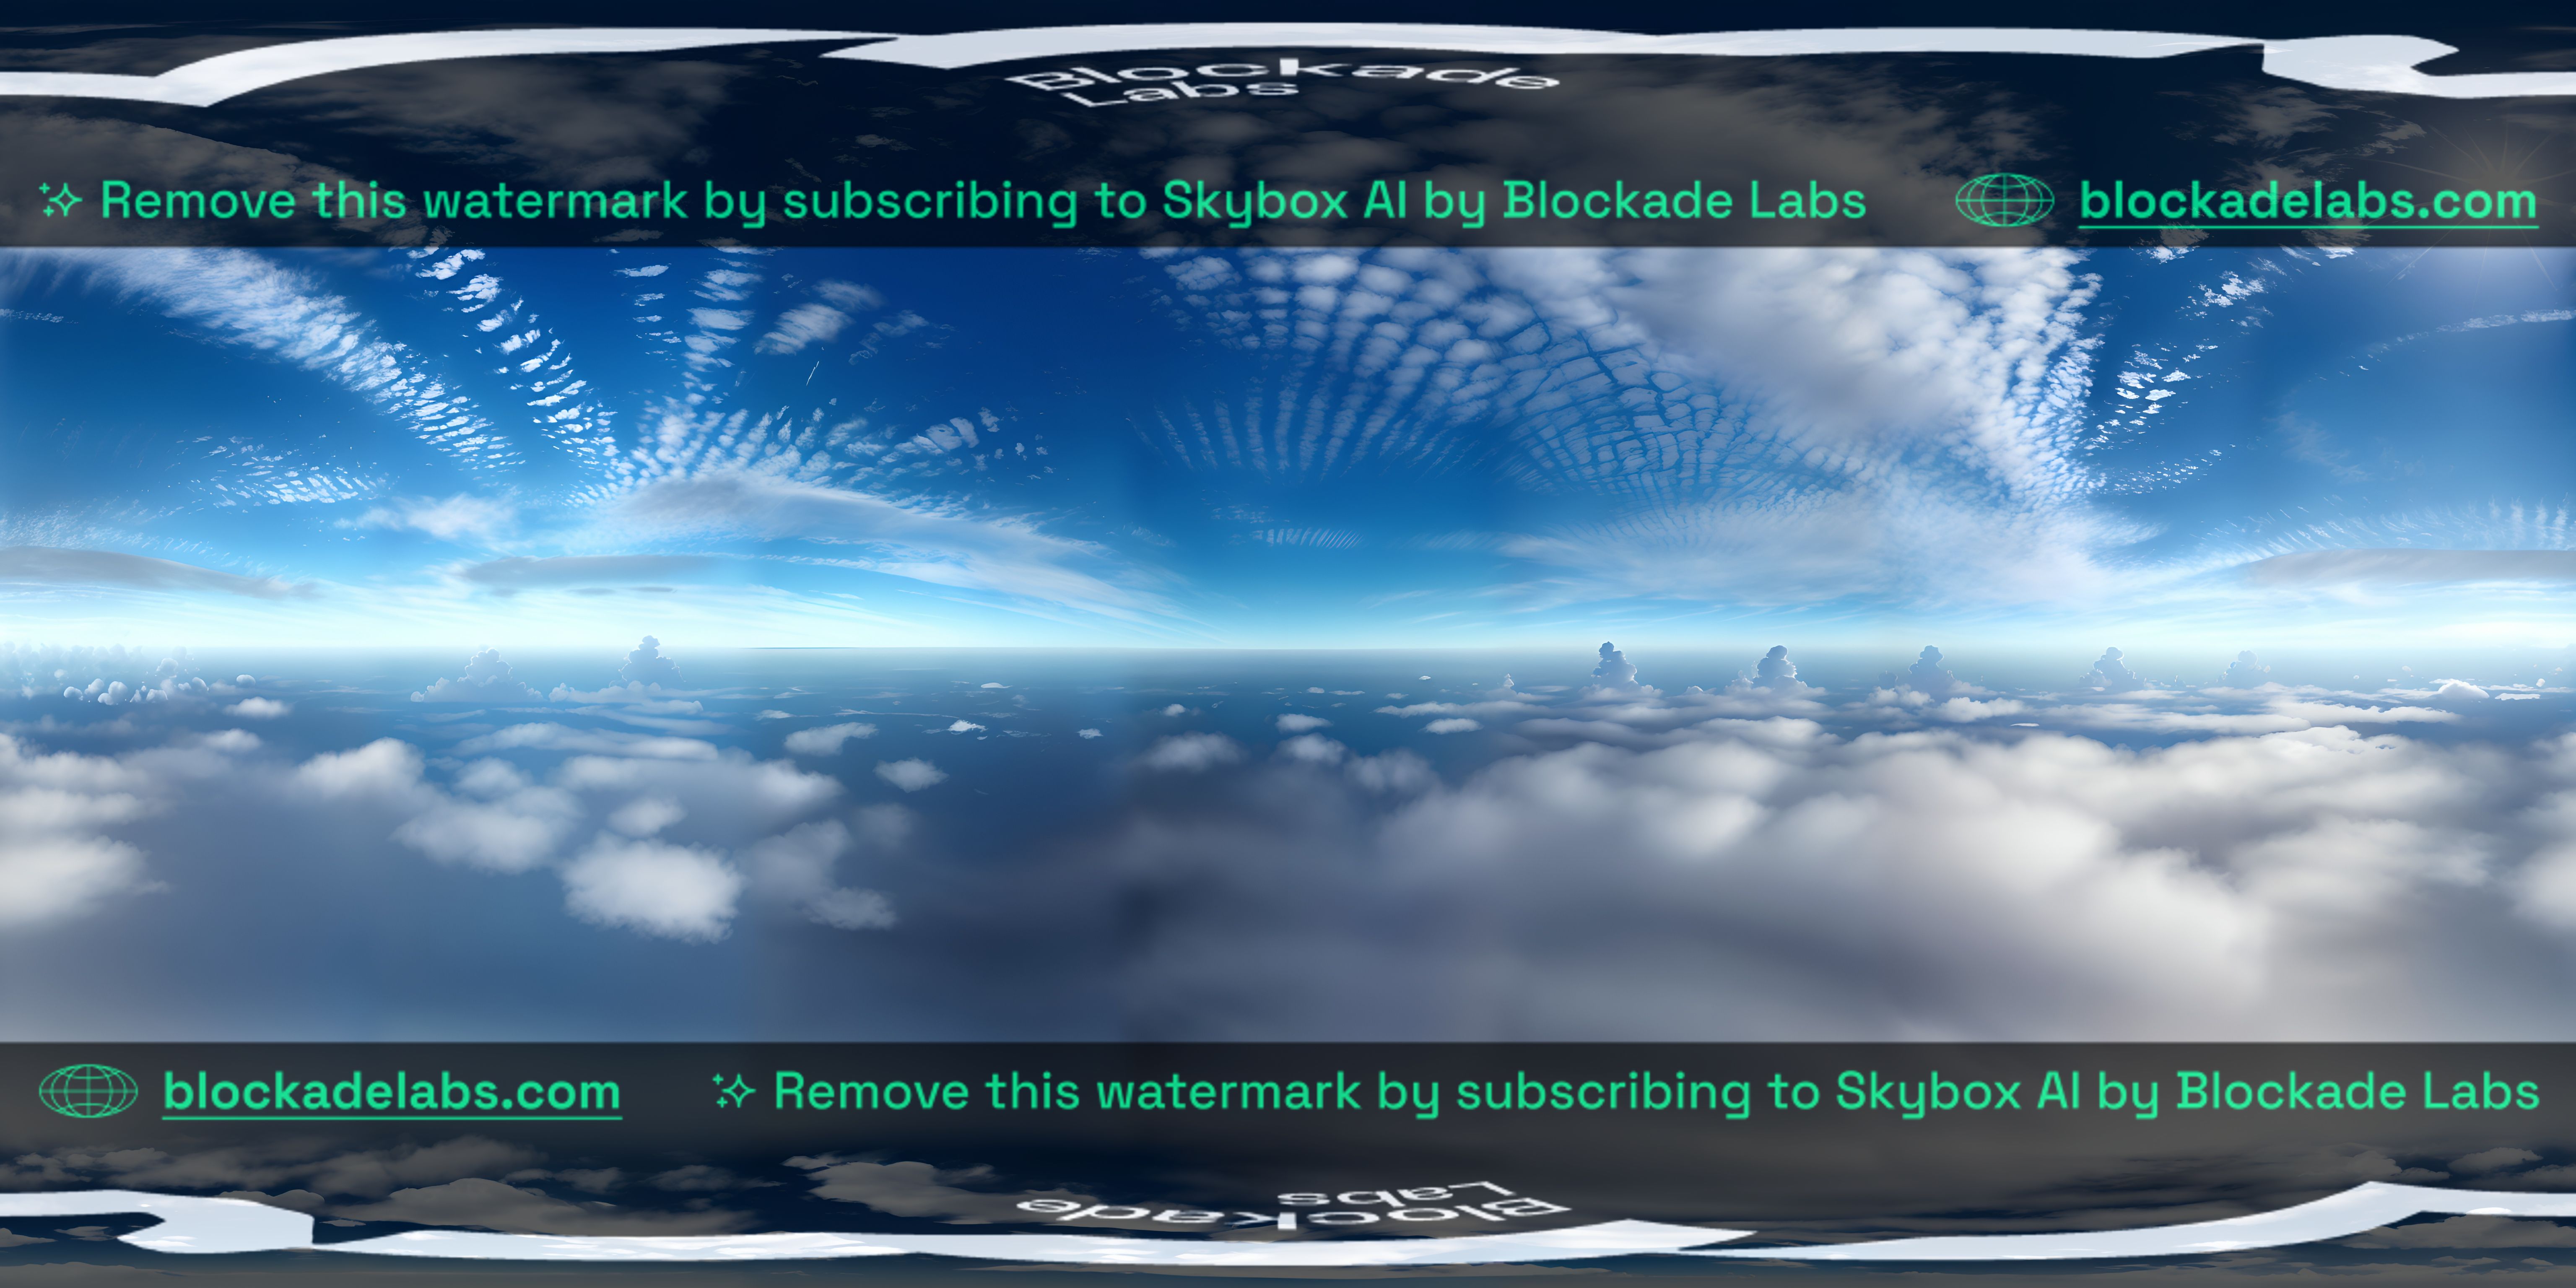 Blockade
Labs
Remove this watermark by subscribing to Skybox AI by Blockade Labs
blockadelabs.com
blockadelabs.com
Remove this watermark by subscribing to Skybox AI by Blockade Labs
Labs
Blockade